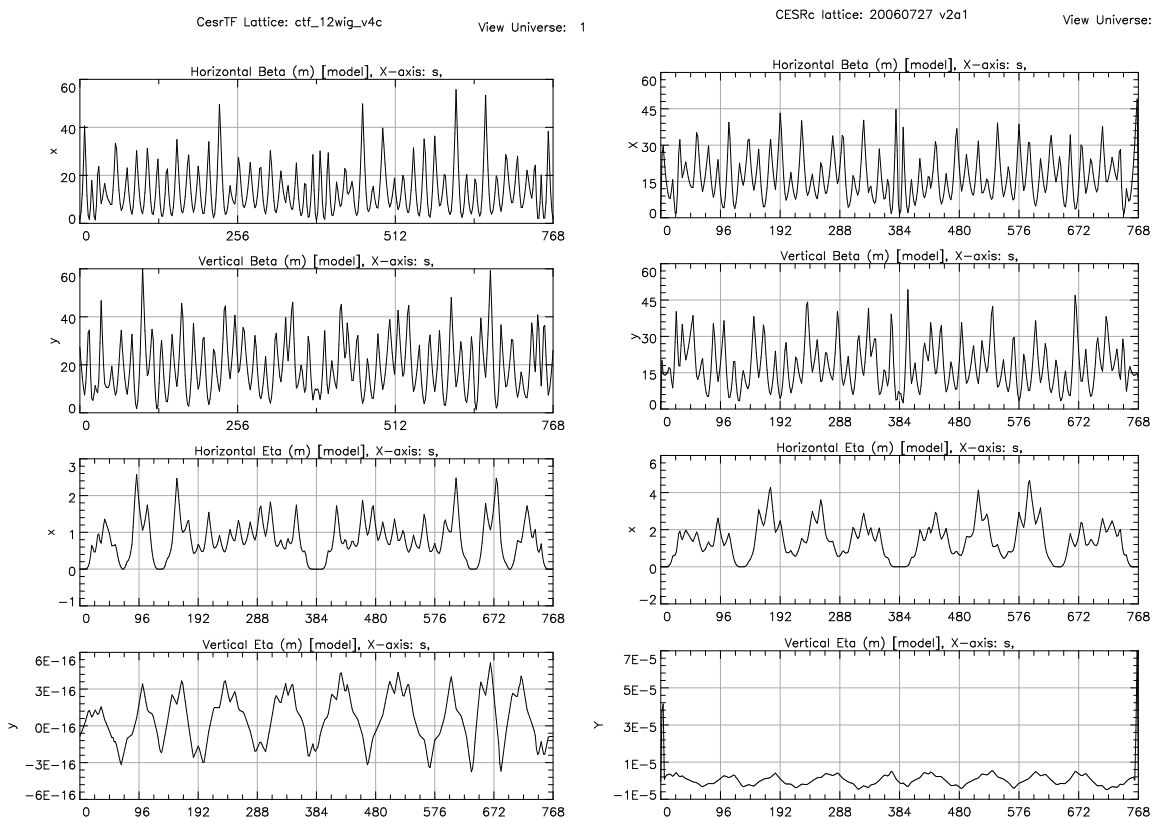 CesrTF Lattice: ctf_12wig_v4c
View Universe: 1
Horizontal Beta (m) [model], X-axis: s,
60
40
20
0
x
0 256 512 768
Vertical Beta (m) [model], X-axis: s,
60
40
20
0
y
0 256 512 768
Horizontal Eta (m) [model], X-axis: s,
3
2
1
0
-1
x
0 96 192 288 384 480 576 672 768
Vertical Eta (m) [model], X-axis: s,
6E-16
3E-16
0E-16
-3E-16
-6E-16
y
0 96 192 288 384 480 576 672 768
CESRc lattice: 20060727 v2a1
View Universe:
Horizontal Beta (m) [model], X-axis: s,
60
45
30
15
0
X
0 96 192 288 384 480 576 672 768
Vertical Beta (m) [model], X-axis: s,
60
45
30
15
0
y
0 96 192 288 384 480 576 672 768
Horizontal Eta (m) [model], X-axis: s,
6
4
2
0
-2
x
0 96 192 288 384 480 576 672 768
Vertical Eta (m) [model], X-axis: s,
7E-5
5E-5
3E-5
1E-5
-1E-5
Y
0 96 192 288 384 480 576 672 768